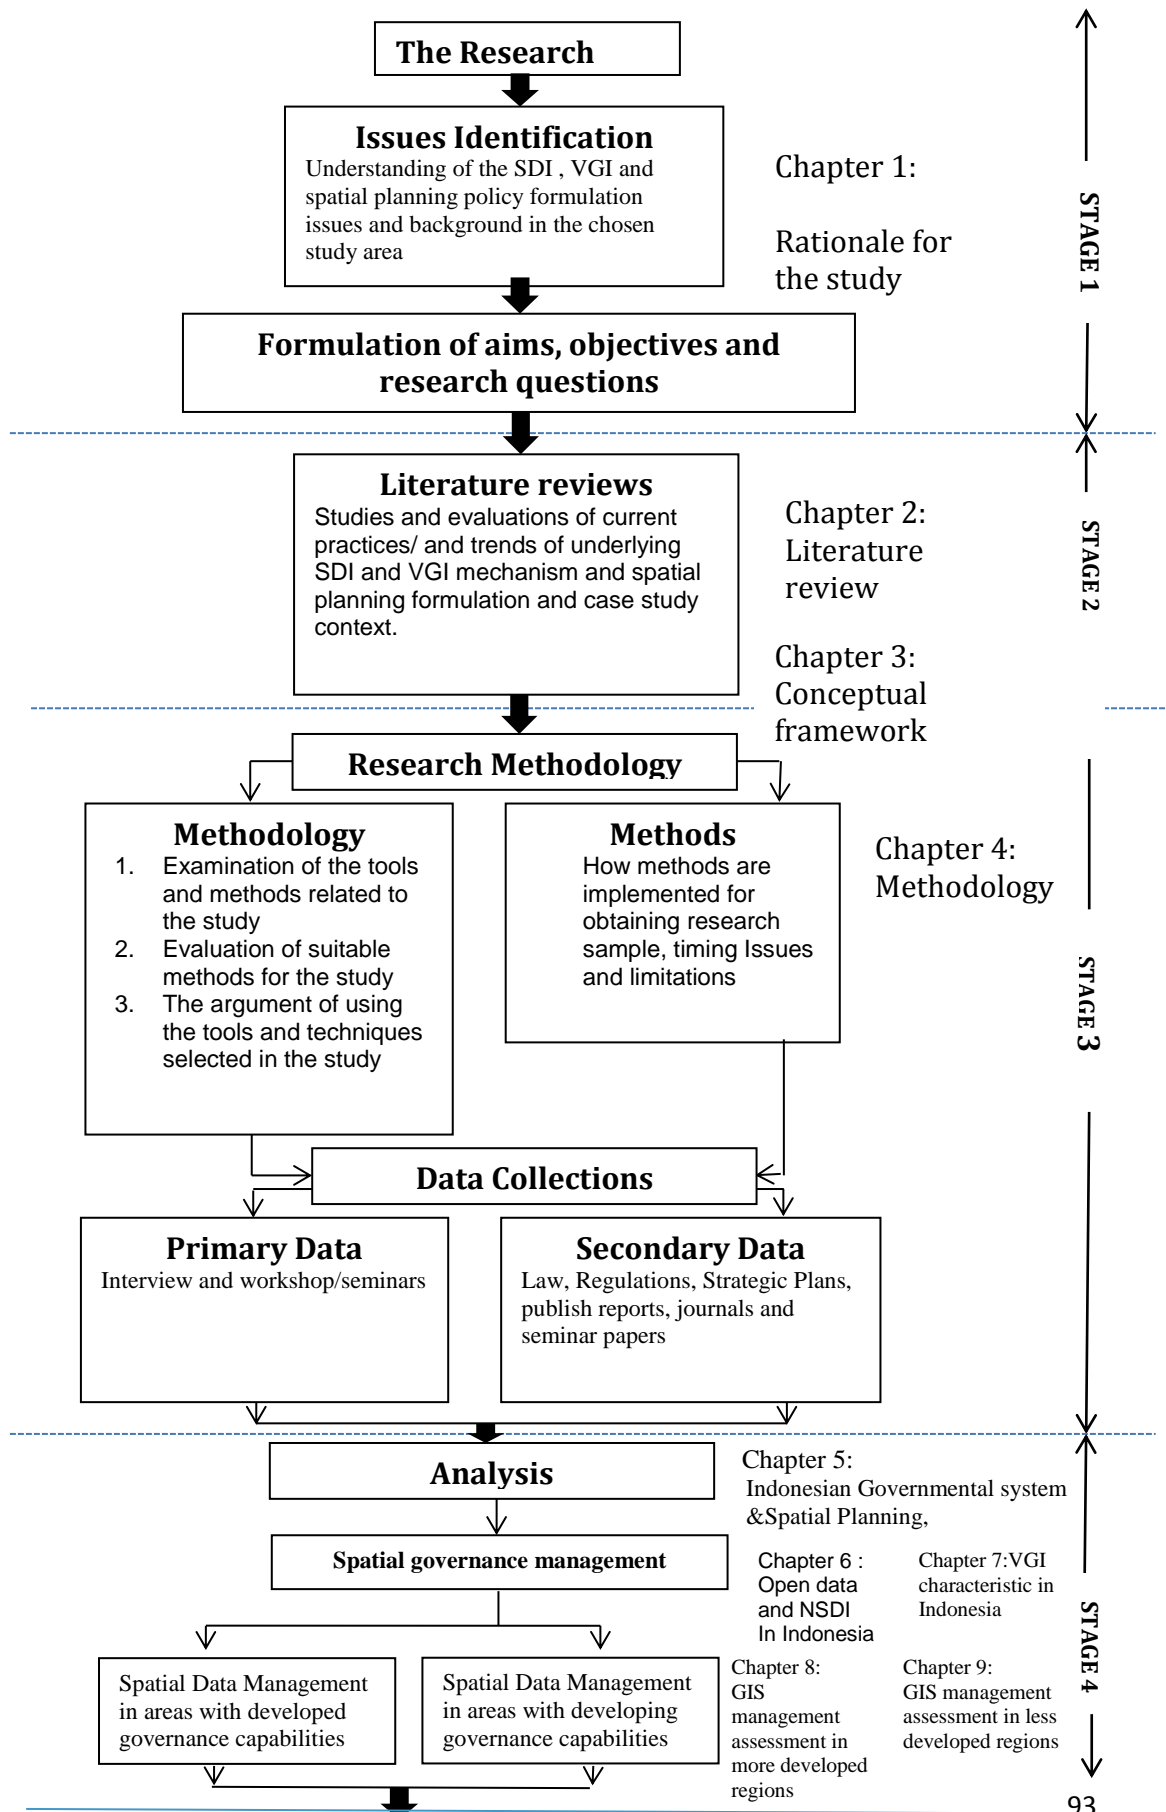 The Research
Issues Identification
Understanding of the SDI , VGI and
spatial planning policy formulation
issues and background in the chosen
study area
Chapter 1:
Rationale for
the study
STAGE 1
Formulation of aims, objectives and
research questions
Literature reviews
Studies and evaluations of current
practices/ and trends of underlying
SDI and VGI mechanism and spatial
planning formulation and case study
context.
Chapter 2:
Literature
review
STAGE 2
Chapter 3:
Conceptual
framework
Research Methodology
Methodology
1. Examination of the tools
and methods related to
the study
2. Evaluation of suitable
methods for the study
3. The argument of using
the tools and techniques
selected in the study
Methods
How methods are
implemented for
obtaining research
sample, timing Issues
and limitations
Chapter 4:
Methodology
STAGE 3
Data Collections
Primary Data
Interview and workshop/seminars
Secondary Data
Law, Regulations, Strategic Plans,
publish reports, journals and
seminar papers
Analysis
Chapter 5:
Indonesian Governmental system
&Spatial Planning,
Spatial governance management
Chapter 6 :
Open data
and NSDI
In Indonesia
Chapter 7:VGI
characteristic in
Indonesia
STAGE 4
Spatial Data Management
in areas with developed
governance capabilities
Spatial Data Management
in areas with developing
governance capabilities
Chapter 8:
GIS
management
assessment in
more developed
regions
Chapter 9:
GIS management
assessment in less
developed regions
93